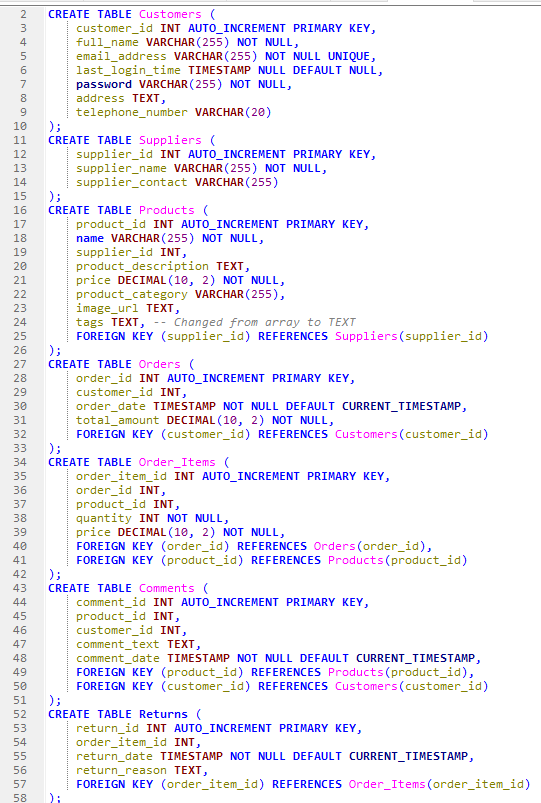 2 CREATE TABLE Customers (
3 customer_id INT AUTO_INCREMENT PRIMARY KEY,
4 full_name VARCHAR(255) NOT NULL,
5 email_address VARCHAR(255) NOT NULL UNIQUE,
6 last_login_time TIMESTAMP NULL DEFAULT NULL,
7 password VARCHAR(255) NOT NULL,
8 address TEXT,
9 telephone_number VARCHAR(20)
10 );
11 CREATE TABLE Suppliers (
12 supplier_id INT AUTO_INCREMENT PRIMARY KEY,
13 supplier_name VARCHAR(255) NOT NULL,
14 supplier_contact VARCHAR(255)
15 );
16 CREATE TABLE Products (
17 product_id INT AUTO_INCREMENT PRIMARY KEY,
18 name VARCHAR(255) NOT NULL,
19 supplier_id INT,
20 product_description TEXT,
21 price DECIMAL(10, 2) NOT NULL,
22 product_category VARCHAR(255),
23 image_url TEXT,
24 tags TEXT, -- Changed from array to TEXT
25 FOREIGN KEY (supplier_id) REFERENCES Suppliers(supplier_id)
26 );
27 CREATE TABLE Orders (
28 order_id INT AUTO_INCREMENT PRIMARY KEY,
29 customer_id INT,
30 order_date TIMESTAMP NOT NULL DEFAULT CURRENT_TIMESTAMP,
31 total_amount DECIMAL(10, 2) NOT NULL,
32 FOREIGN KEY (customer_id) REFERENCES Customers(customer_id)
33 );
34 CREATE TABLE Order_Items (
35 order_item_id INT AUTO_INCREMENT PRIMARY KEY,
36 order_id INT,
37 product_id INT,
38 quantity INT NOT NULL,
39 price DECIMAL(10, 2) NOT NULL,
40 FOREIGN KEY (order_id) REFERENCES Orders(order_id),
41 FOREIGN KEY (product_id) REFERENCES Products(product_id)
42 );
43 CREATE TABLE Comments (
44 comment_id INT AUTO_INCREMENT PRIMARY KEY,
45 product_id INT,
46 customer_id INT,
47 comment_text TEXT,
48 comment_date TIMESTAMP NOT NULL DEFAULT CURRENT_TIMESTAMP,
49 FOREIGN KEY (product_id) REFERENCES Products(product_id),
50 FOREIGN KEY (customer_id) REFERENCES Customers(customer_id)
51 );
52 CREATE TABLE Returns (
53 return_id INT AUTO_INCREMENT PRIMARY KEY,
54 order_item_id INT,
55 return_date TIMESTAMP NOT NULL DEFAULT CURRENT_TIMESTAMP,
56 return_reason TEXT,
57 FOREIGN KEY (order_item_id) REFERENCES Order_Items(order_item_id)
58 );